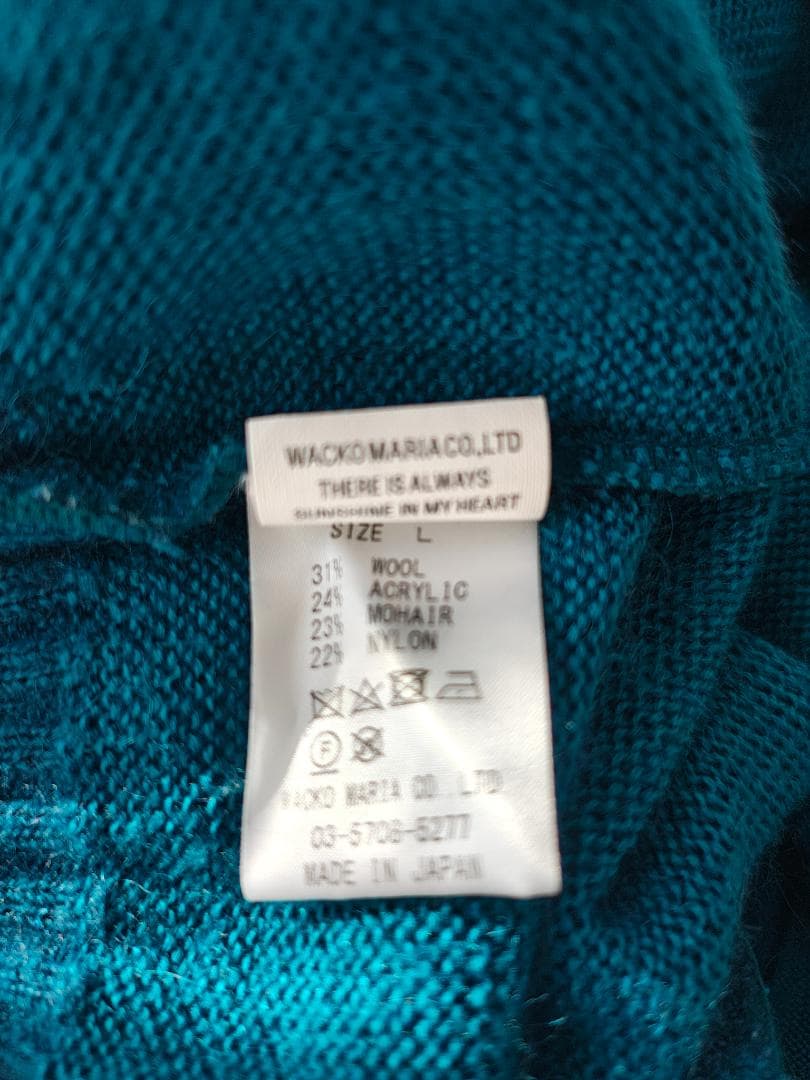 WACKO MARIA CO.,LTD
THERE IS ALWAYS
SUNSHINE IN MY HEART
SIZE L
31% WOOL
24% ACRYLIC
23% MOHAIR
22% NYLON
F
WACKO MARIA CO.,LTD
03-5708-5277
MADE IN JAPAN